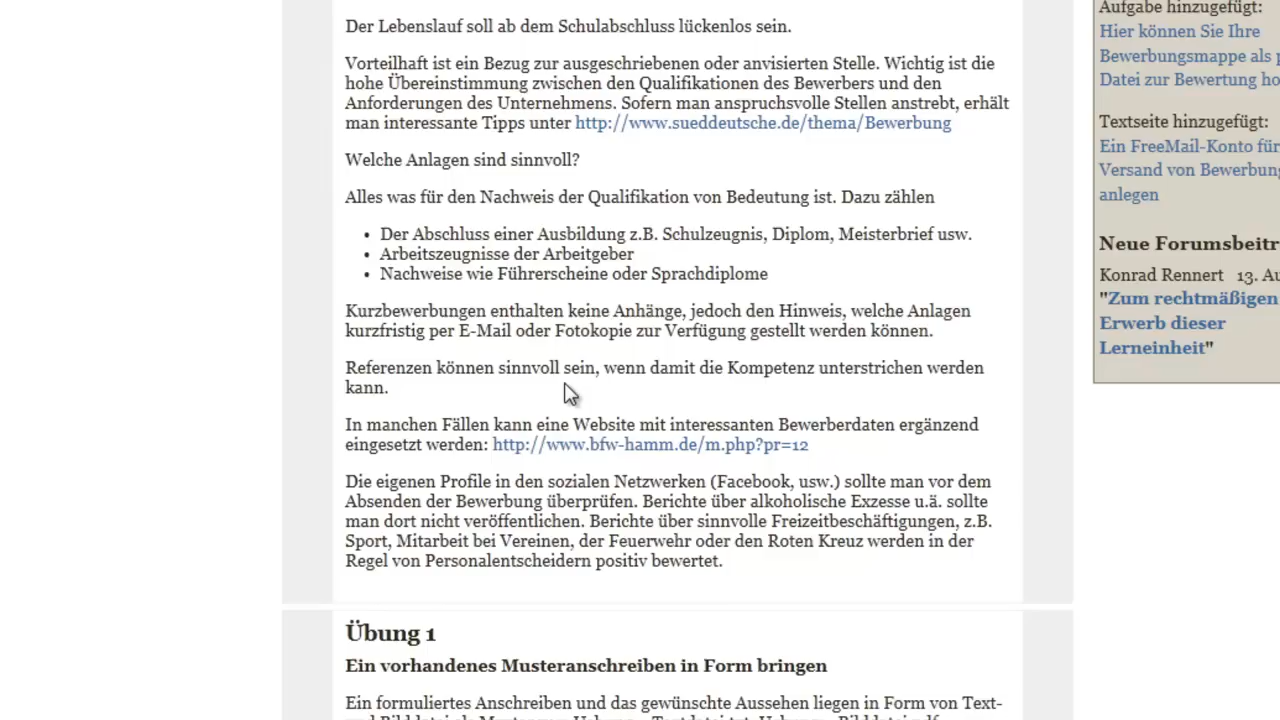 Der Lebenslauf soll ab dem Schulabschluss lückenlos sein.
Vorteilhaft ist ein Bezug zur ausgeschriebenen oder anvisierten Stelle. Wichtig ist die
hohe Übereinstimmung zwischen den Qualifikationen des Bewerbers und den
Anforderungen des Unternehmens. Sofern man anspruchsvolle Stellen anstrebt, erhält
man interessante Tipps unter http://www.sueddeutsche.de/thema/Bewerbung
Welche Anlagen sind sinnvoll?
Alles was für den Nachweis der Qualifikation von Bedeutung ist. Dazu zählen
• Der Abschluss einer Ausbildung z.B. Schulzeugnis, Diplom, Meisterbrief usw.
• Arbeitszeugnisse der Arbeitgeber
• Nachweise wie Führerscheine oder Sprachdiplome
Kurzbewerbungen enthalten keine Anhänge, jedoch den Hinweis, welche Anlagen
kurzfristig per E-Mail oder Fotokopie zur Verfügung gestellt werden können.
Referenzen können sinnvoll sein, wenn damit die Kompetenz unterstrichen werden
kann.
In manchen Fällen kann eine Website mit interessanten Bewerberdaten ergänzend
eingesetzt werden: http://www.bfw-hamm.de/m.php?pr=12
Die eigenen Profile in den sozialen Netzwerken (Facebook, usw.) sollte man vor dem
Absenden der Bewerbung überprüfen. Berichte über alkoholische Exzesse u.ä. sollte
man dort nicht veröffentlichen. Berichte über sinnvolle Freizeitbeschäftigungen, z.B.
Sport, Mitarbeit bei Vereinen, der Feuerwehr oder den Roten Kreuz werden in der
Regel von Personalentscheidern positiv bewertet.
Übung 1
Ein vorhandenes Musteranschreiben in Form bringen
Ein formuliertes Anschreiben und das gewünschte Aussehen liegen in Form von Text-
Aufgabe hinzugefügt:
Hier können Sie Ihre
Bewerbungsmappe als
Datei zur Bewertung
Textseite hinzugefügt:
Ein FreeMail-Konto für
Versand von
anlegen
Neue
Konrad Rennert 13.
"Zum rechtmäßigen
Erwerb dieser
Lerneinheit"